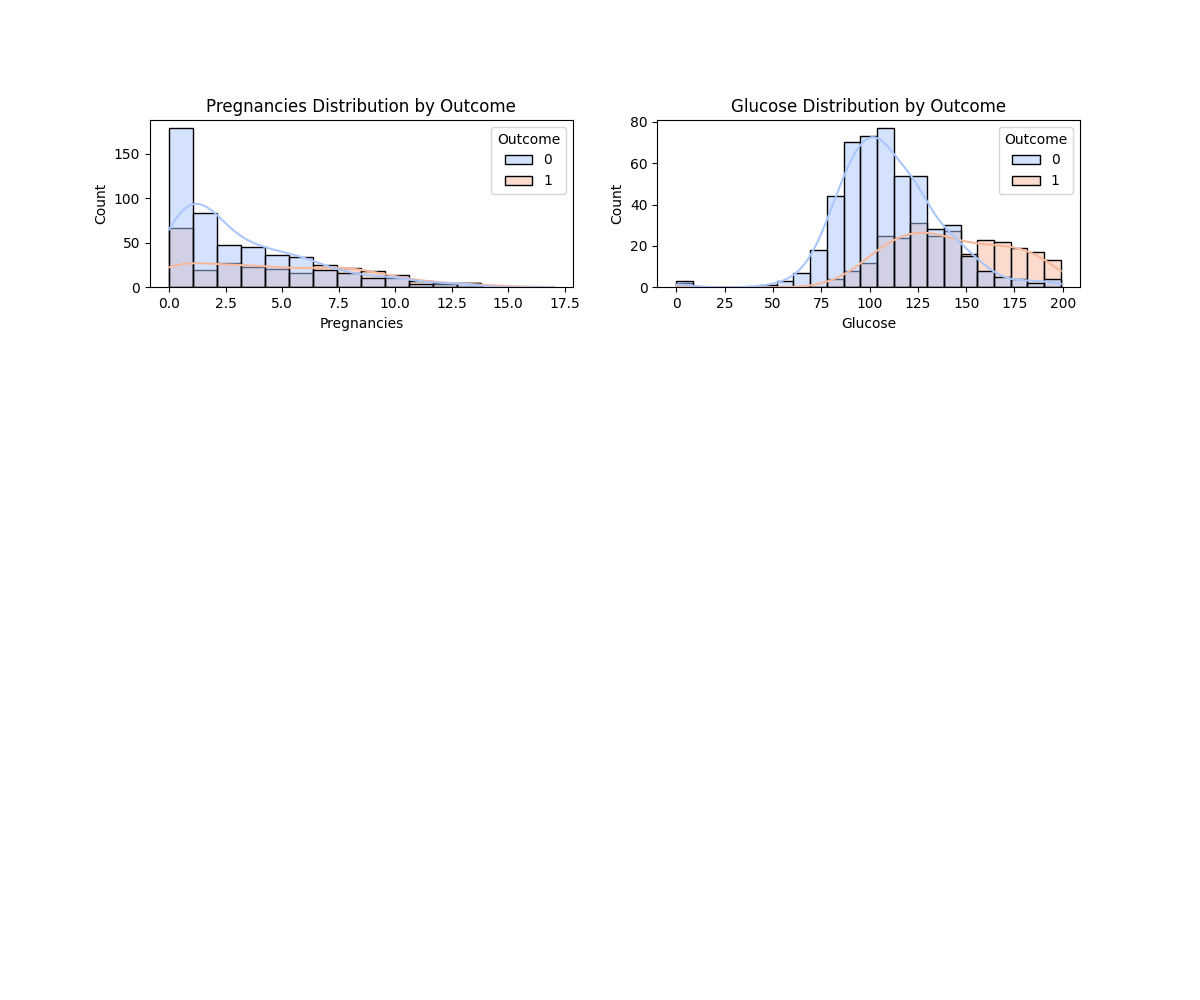 Pregnancies Distribution by Outcome
Count
150
100
50
0
0.0 2.5 5.0 7.5 10.0 12.5 15.0 17.5
Pregnancies
Outcome
0
1
Glucose Distribution by Outcome
Count
80
60
40
20
0
0 25 50 75 100 125 150 175 200
Glucose
Outcome
0
1